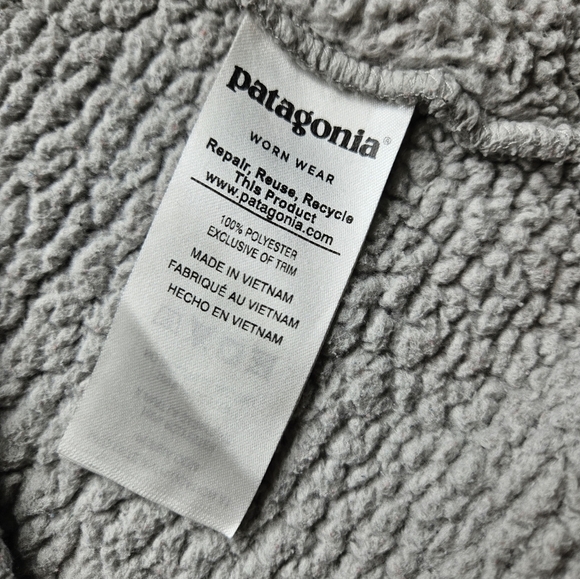 patagonia®
WORN WEAR
Repair, Reuse, Recycle
This Product
www.patagonia.com
100% POLYESTER
EXCLUSIVE OF TRIM
MADE IN VIETNAM
FABRIQUÉ AU VIETNAM
HECHO EN VIETNAM